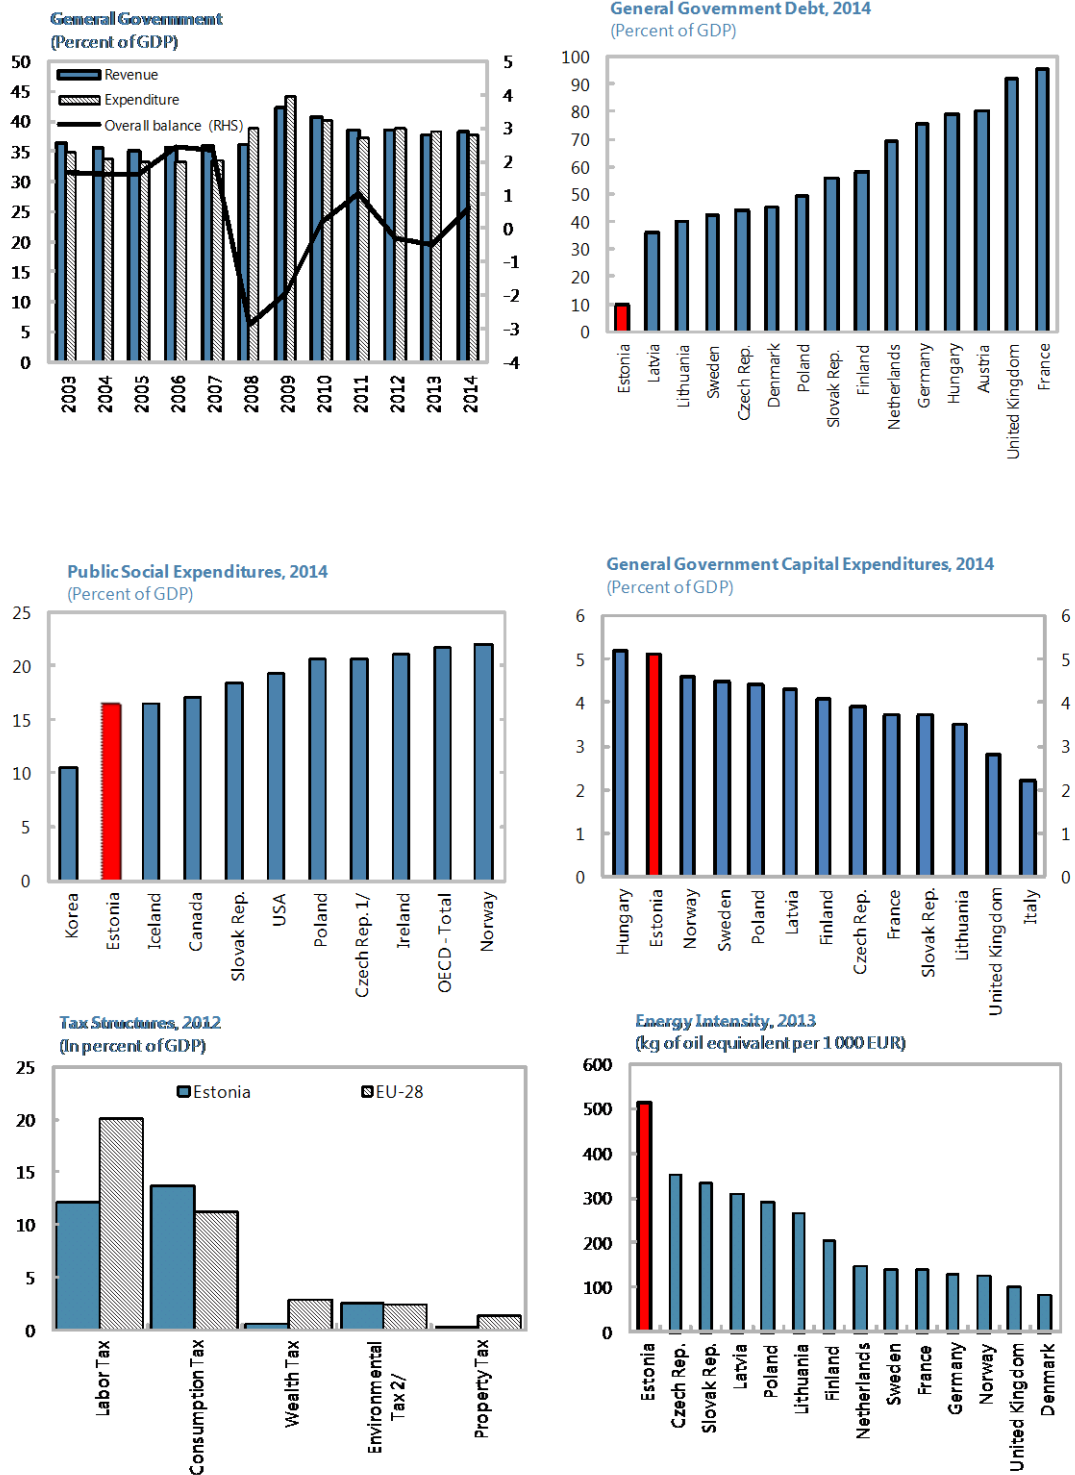 General Government
(Percent of GDP)
50
45
40
35
30
25
20
15
10
5
0
Revenue
Expenditure
Overall balance (RHS)
5
4
3
2
1
0
-1
-2
-3
-4
2003
2004
2005
2006
2007
2008
2009
2010
2011
2012
2013
2014
General Government Debt, 2014
(Percent of GDP)
100
90
80
70
60
50
40
30
20
10
0
Estonia
Latvia
Lithuania
Sweden
Czech Rep.
Denmark
Poland
Slovak Rep.
Finland
Netherlands
Germany
Hungary
Austria
United Kingdom
France
Public Social Expenditures, 2014
(Percent of GDP)
25
20
15
10
5
0
Korea
Estonia
Iceland
Canada
Slovak Rep.
USA
Poland
Czech Rep. 1/
Ireland
OECD - Total
Norway
General Government Capital Expenditures, 2014
(Percent of GDP)
6
5
4
3
2
1
0
6
5
4
3
2
1
0
Hungary
Estonia
Norway
Sweden
Poland
Latvia
Finland
Czech Rep.
France
Slovak Rep.
Lithuania
United Kingdom
Italy
Tax Structures, 2012
(In percent of GDP)
25
20
15
10
5
0
Estonia
EU-28
Labor Tax
Consumption Tax
Wealth Tax
Environmental
Tax 2/
Property Tax
Energy Intensity, 2013
(kg of oil equivalent per 1 000 EUR)
600
500
400
300
200
100
0
Estonia
Czech Rep.
Slovak Rep.
Latvia
Poland
Lithuania
Finland
Netherlands
Sweden
France
Germany
Norway
United Kingdom
Denmark